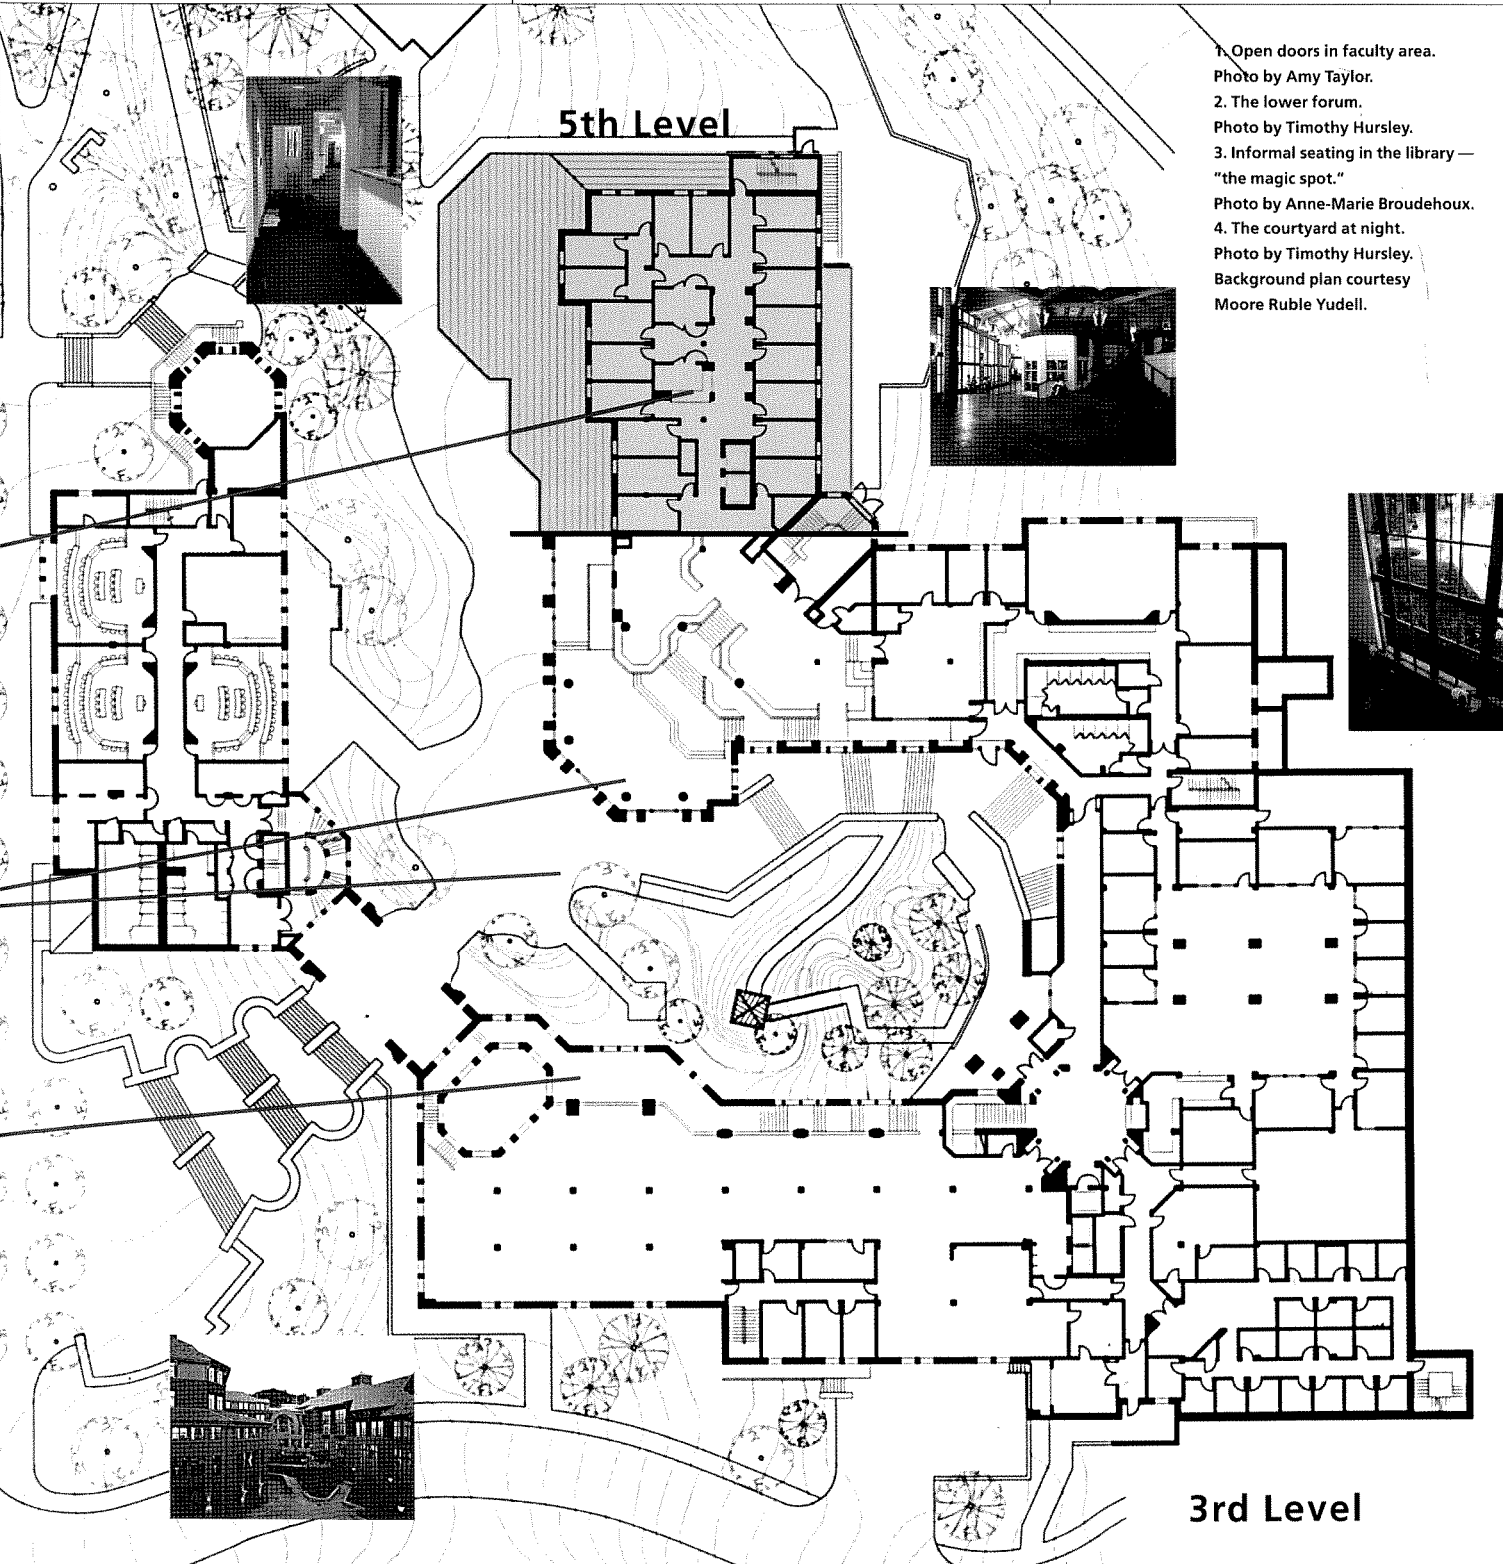 5th Level
1. Open doors in faculty area.
Photo by Amy Taylor.
2. The lower forum.
Photo by Timothy Hursley.
3. Informal seating in the library —
"the magic spot."
Photo by Anne-Marie Broudehoux.
4. The courtyard at night.
Photo by Timothy Hursley.
Background plan courtesy
Moore Ruble Yudell.
3rd Level